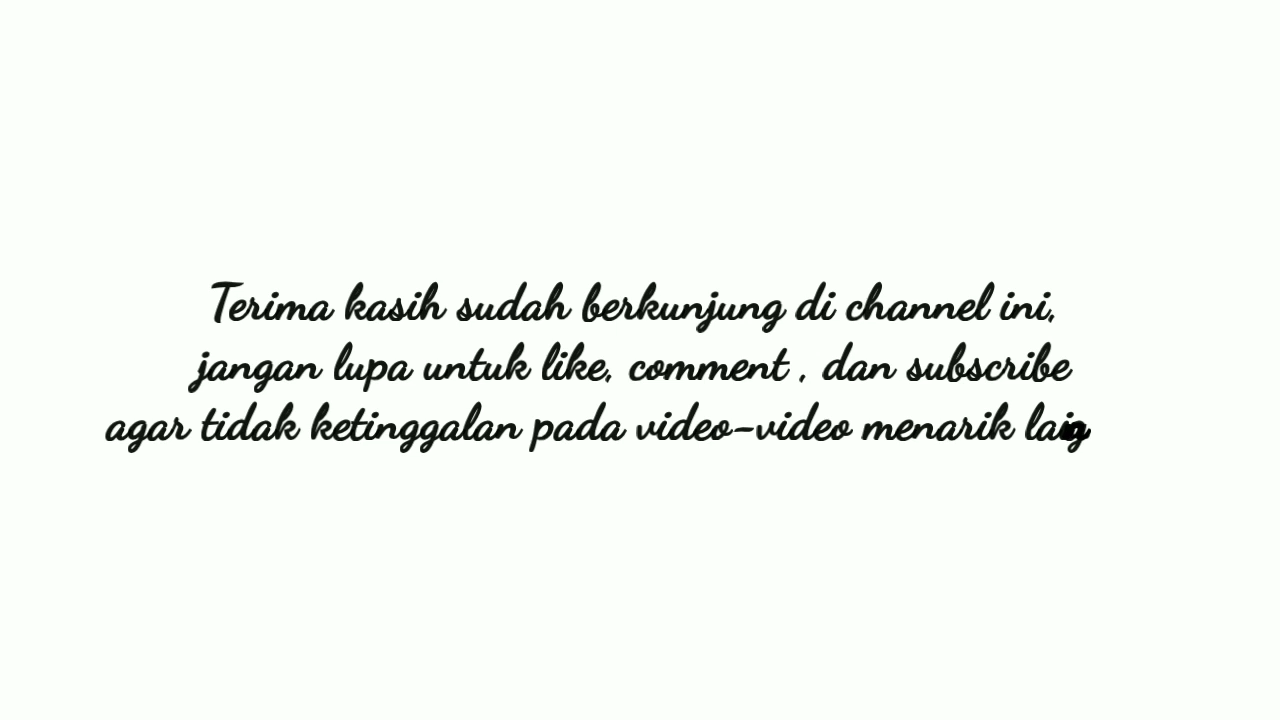 Terima kasih sudah berkunjung di channel ini,
jangan lupa untuk like, comment , dan subscribe
agar tidak ketinggalan pada video-video menarik